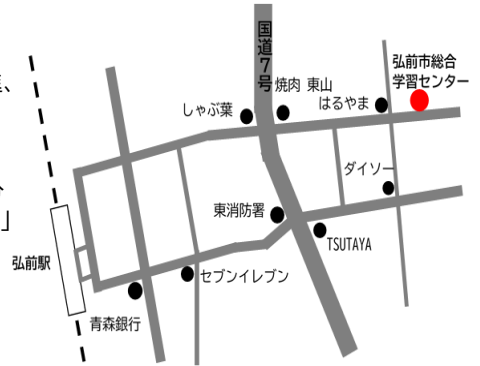 国道7号
焼肉 東山
しゃぶ葉
はるやま
弘前市総合
学習センター
ダイソー
東消防署
TSUTAYA
」
弘前駅
セブンイレブン
青森銀行